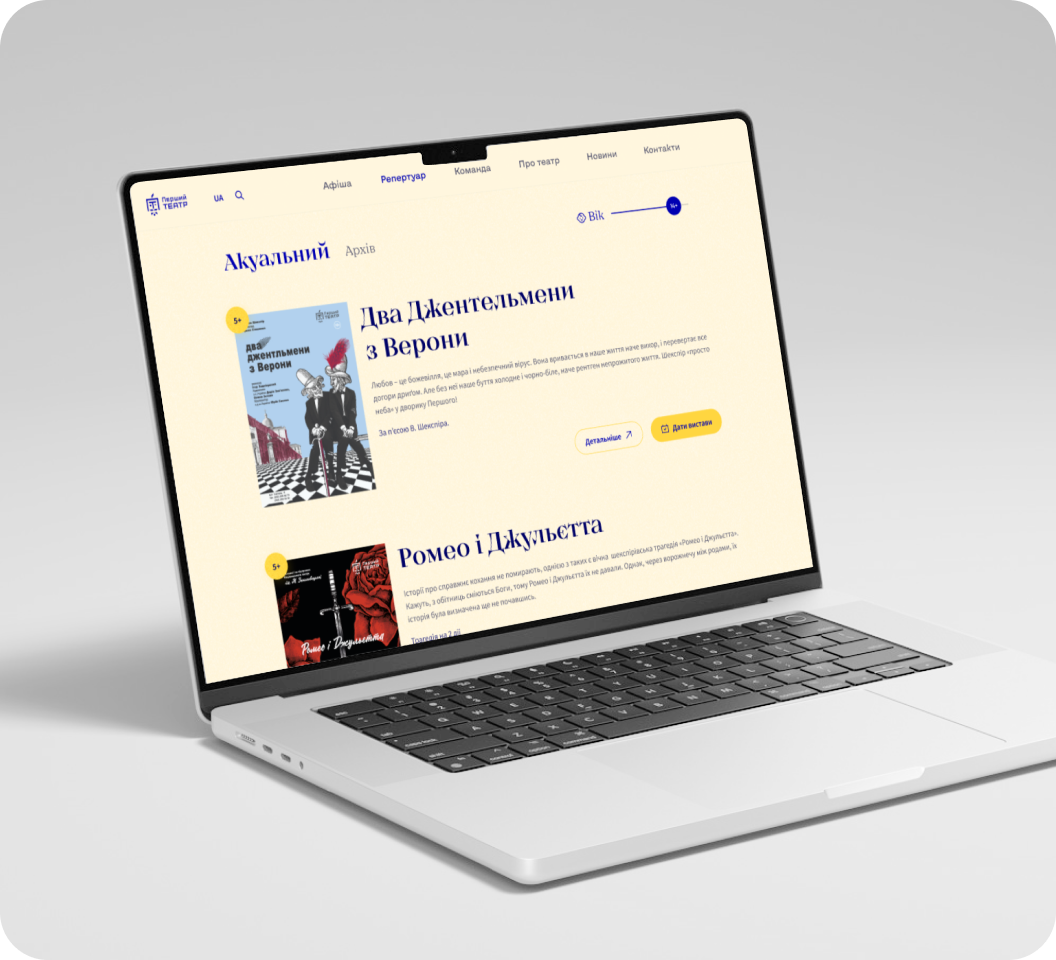 Перший
ТЕАТР
UA
Афіша
Репертуар
Команда
Про театр
Новини
Контакти
Вік
Акуальний
Архів
5+
Перший
ТЕАТР
два
джентльмени
з Верони
Два Джентельмени
з Верони
Любов – це божевілля, це мара і небезпечний вірус. Вона вривається в наше життя наче вихор, і перевертає все
догори дригом. Але без неї наше буття холодне і чорно-біле, наче рентген непрожитого життя. Шекспір «просто
неба» у дворику Першого!
За п'єсою В. Шекспіра.
Детальніше
Дати вистави
5+
Перший
ТЕАТР
Ромео і Джульєтта
Ромео і Джульєтта
Історії про справжнє кохання не помирають, однією з таких є вічна шекспірівська трагедія «Ромео і Джульєтта».
Кажуть, з обітниць сміються Боги, тому Ромео і Джульєтта їх не давали. Однак, через ворожнечу між родами, їх
історія була визначена ще не почавшись.
Трагедія на 2 дії